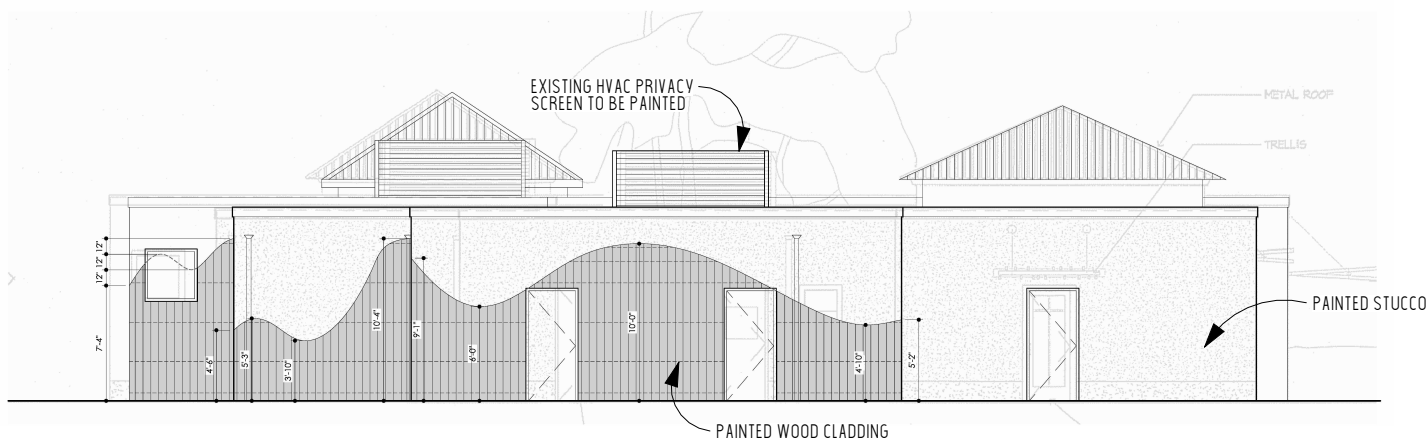 EXISTING HVAC PRIVACY
SCREEN TO BE PAINTED
METAL ROOF
TRELLIS
12"
12"
12"
7'-4"
4'-6"
5'-3"
3'-10"
10'-4"
9'-1"
6'-0"
10'-0"
4'-10"
5'-2"
PAINTED STUCCO
PAINTED WOOD CLADDING